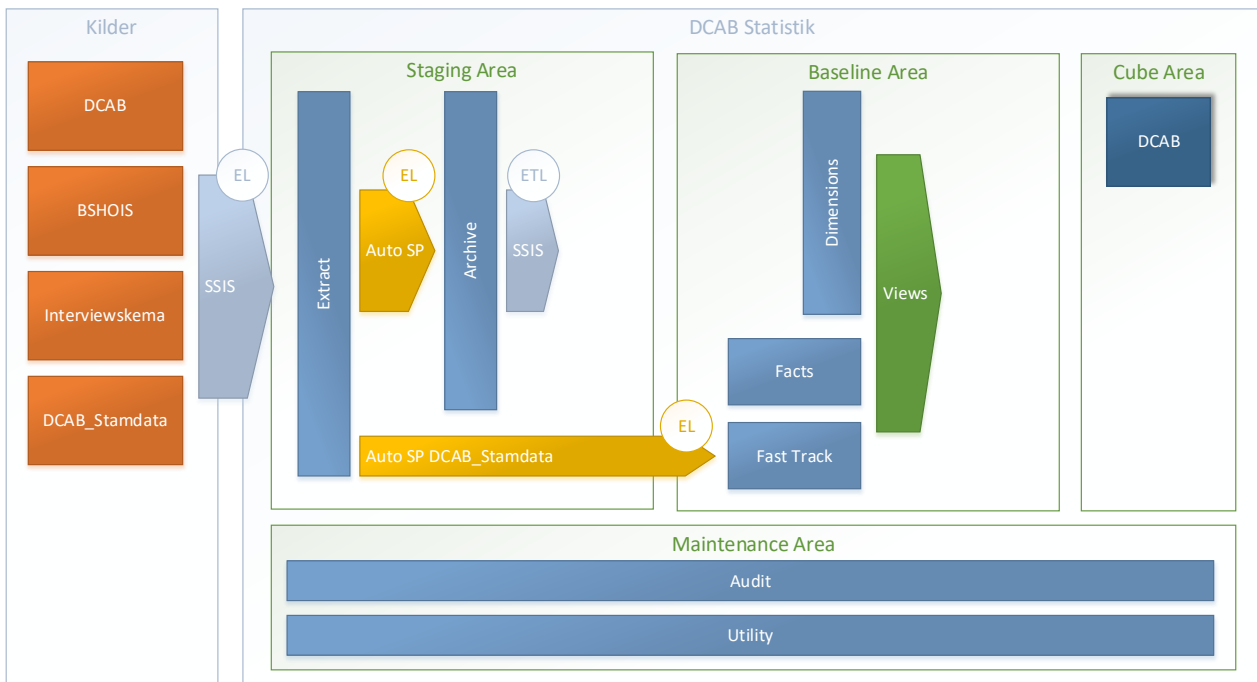 Kilder
DCAB
BSHOIS
Interviewskema
DCAB_Stamdata
EL
SSIS
DCAB Statistik
Staging Area
Extract
EL
Auto SP
Archive
ETL
SSIS
Auto SP DCAB_Stamdata
EL
Baseline Area
Dimensions
Facts
Fast Track
Views
Cube Area
DCAB
Maintenance Area
Audit
Utility